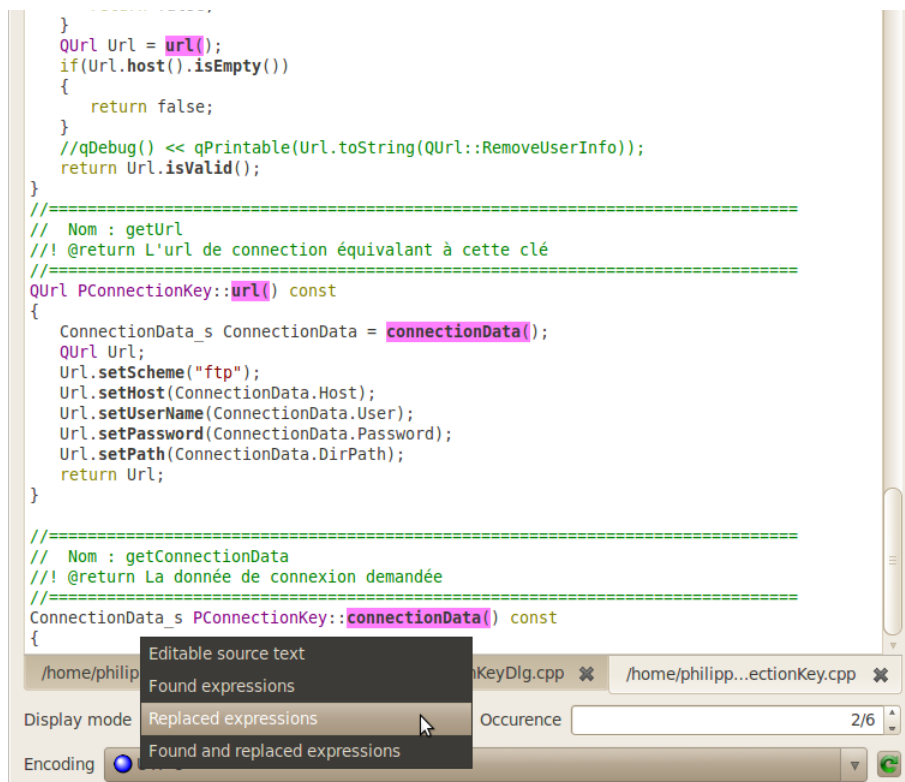 }
QUrl Url = url();
if(Url.host().isEmpty())
{
return false;
}
//qDebug() << qPrintable(Url.toString(QUrl::RemoveUserInfo));
return Url.isValid();
}
//==============================================================================
// Nom : getUrl
//! @return L'url de connection équivalant à cette clé
//==============================================================================
QUrl PConnectionKey::url() const
{
ConnectionData_s ConnectionData = connectionData();
QUrl Url;
Url.setScheme("ftp");
Url.setHost(ConnectionData.Host);
Url.setUserName(ConnectionData.User);
Url.setPassword(ConnectionData.Password);
Url.setPath(ConnectionData.DirPath);
return Url;
}
//==============================================================================
// Nom : getConnectionData
//! @return La donnée de connexion demandée
//==============================================================================
ConnectionData_s PConnectionKey::connectionData() const
{
/home/philip KeyDlg.cpp /home/philipp...ectionKey.cpp
Editable source text
Found expressions
Display mode Replaced expressions Occurence 2/6
Found and replaced expressions
Encoding